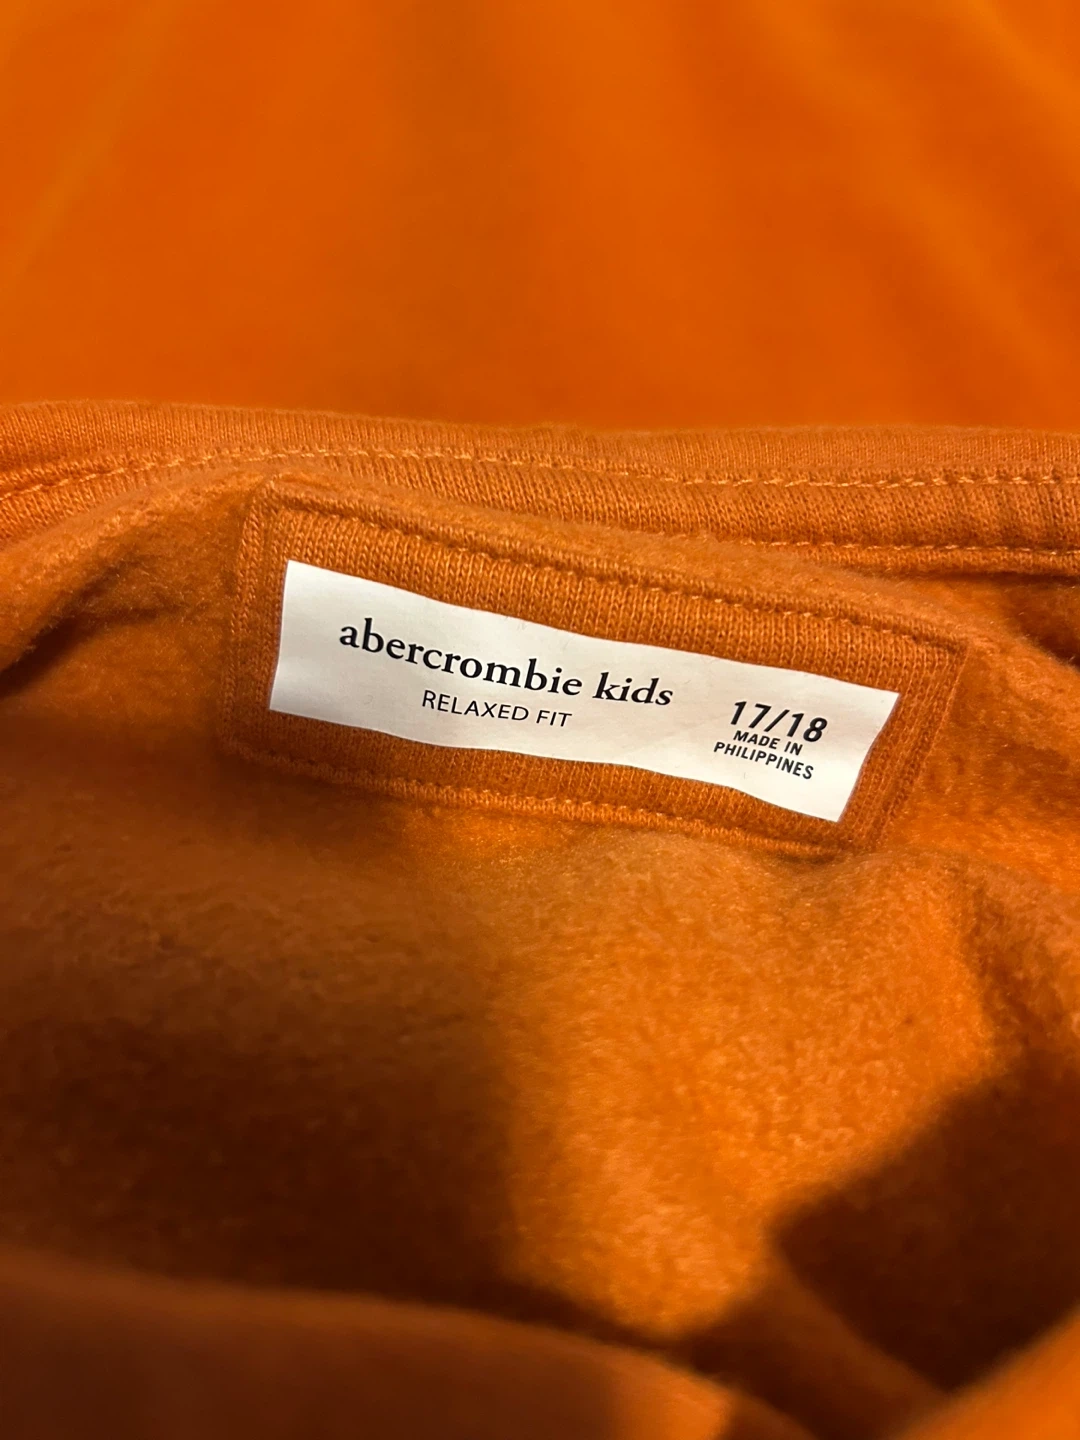 abercrombie kids
RELAXED FIT
17/18
MADE IN
PHILIPPINES